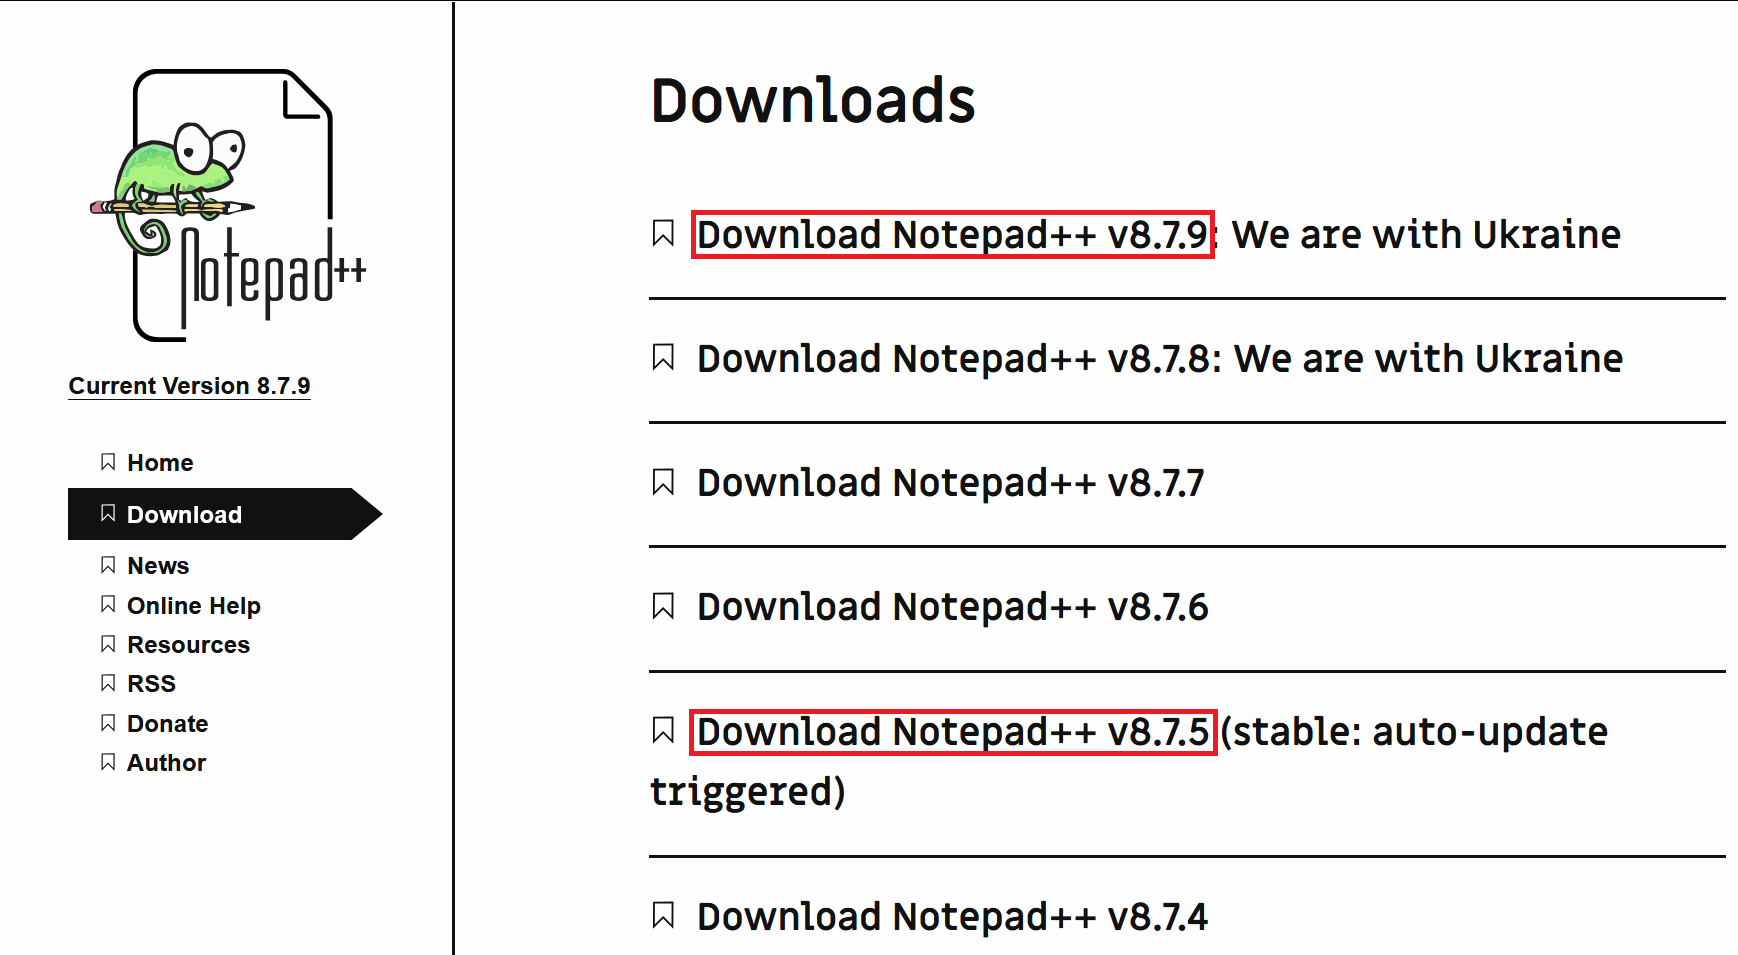 Notepad++
Current Version 8.7.9
Home
Download
News
Online Help
Resources
RSS
Donate
Author
Downloads
Download Notepad++ v8.7.9: We are with Ukraine
Download Notepad++ v8.7.8: We are with Ukraine
Download Notepad++ v8.7.7
Download Notepad++ v8.7.6
Download Notepad++ v8.7.5 (stable: auto-update
triggered)
Download Notepad++ v8.7.4